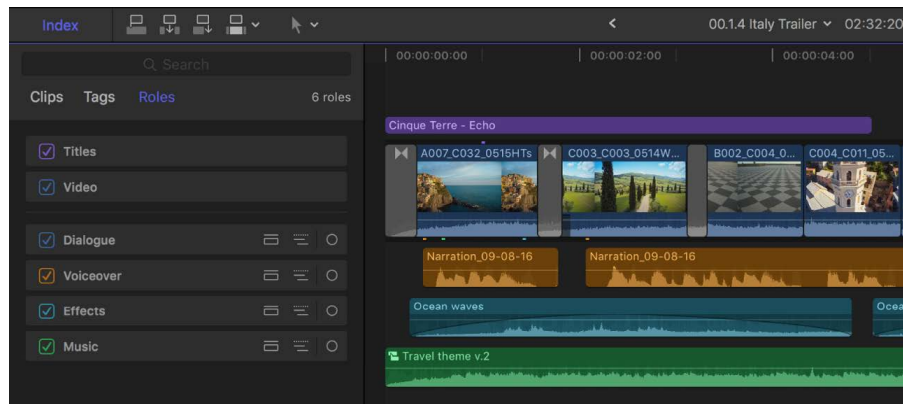 Index
00.1.4 Italy Trailer 02:32:20
Search
Clips Tags Roles 6 roles
00:00:00:00 00:00:02:00 00:00:04:00
Titles
Video
Dialogue
Voiceover
Effects
Music
Cinque Terre - Echo
A007_C032_0515HTs C003_C003_0514W... B002_C004_0... C004_C011_05...
Narration_09-08-16 Narration_09-08-16
Ocean waves Ocea
Travel theme v.2